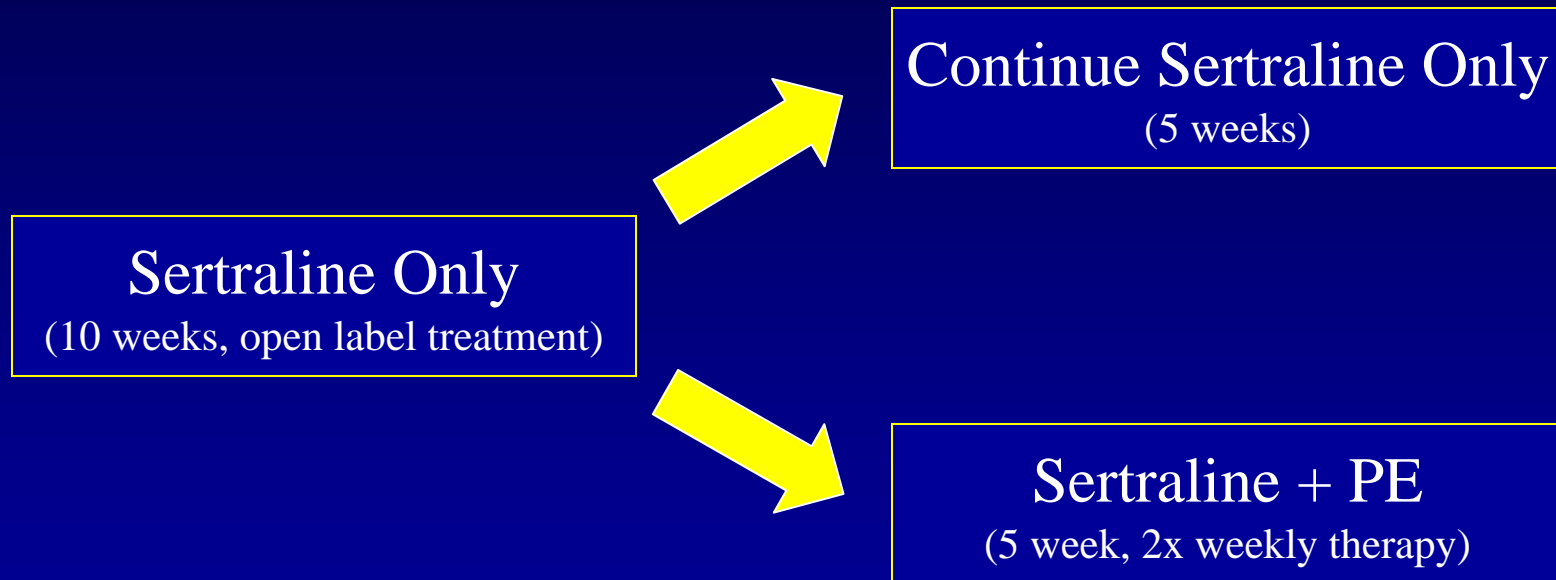 Continue Sertraline Only
(5 weeks)
Sertraline Only
(10 weeks, open label treatment)
Sertraline + PE
(5 week, 2x weekly therapy)